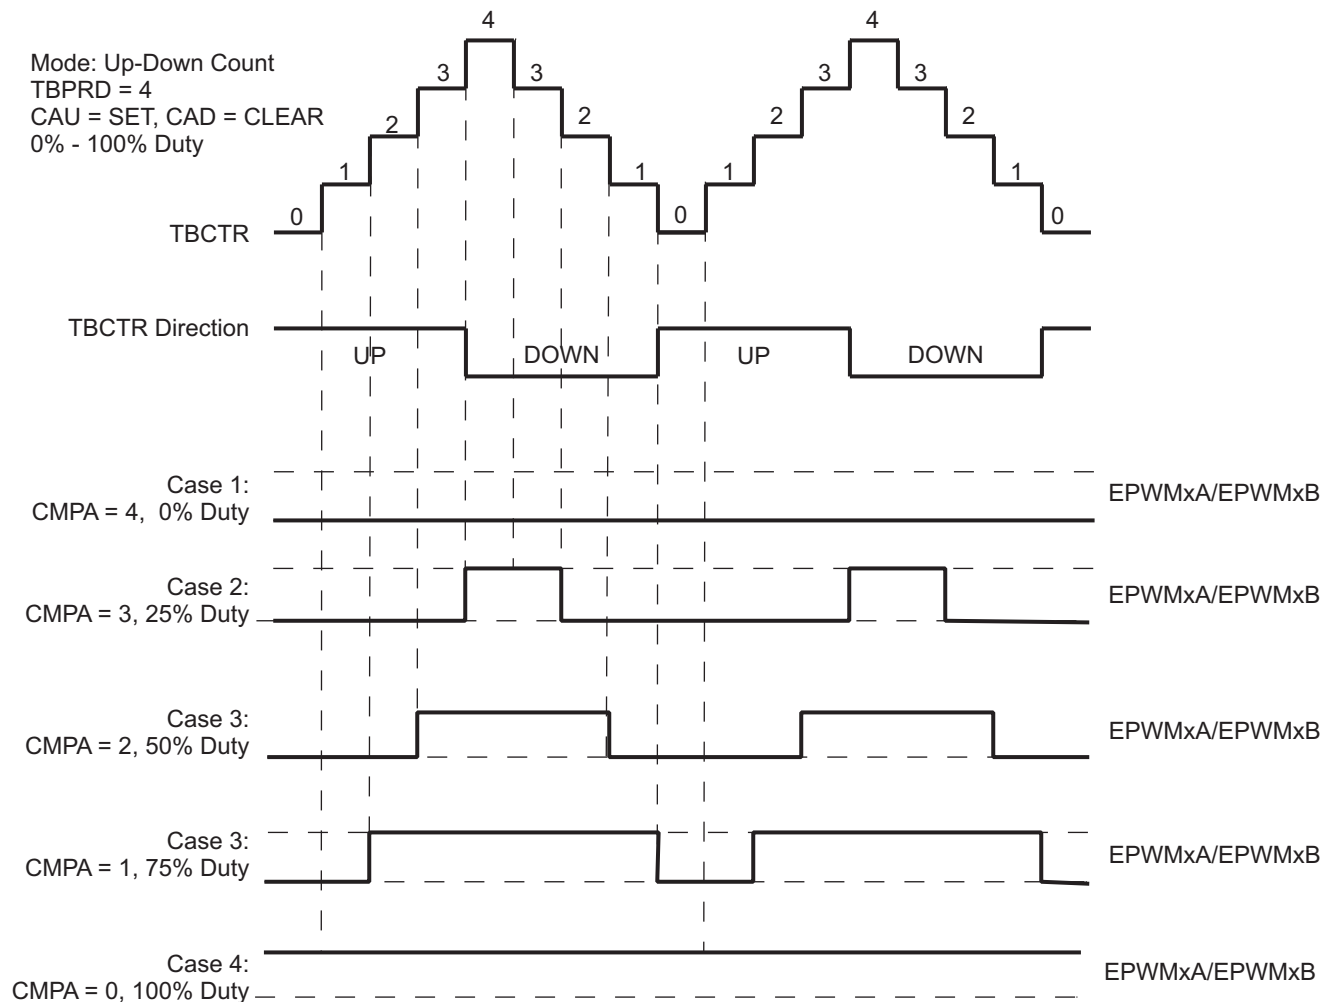 4
4
Mode: Up-Down Count
TBPRD = 4
CAU = SET, CAD = CLEAR
0% - 100% Duty
3
3
3
3
2
2
2
2
1
1
1
1
0
0
0
TBCTR
TBCTR Direction
UP
DOWN
UP
DOWN
Case 1:
CMPA = 4, 0% Duty
EPWMxA/EPWMxB
Case 2:
CMPA = 3, 25% Duty
EPWMxA/EPWMxB
Case 3:
CMPA = 2, 50% Duty
EPWMxA/EPWMxB
Case 3:
CMPA = 1, 75% Duty
EPWMxA/EPWMxB
Case 4:
CMPA = 0, 100% Duty
EPWMxA/EPWMxB